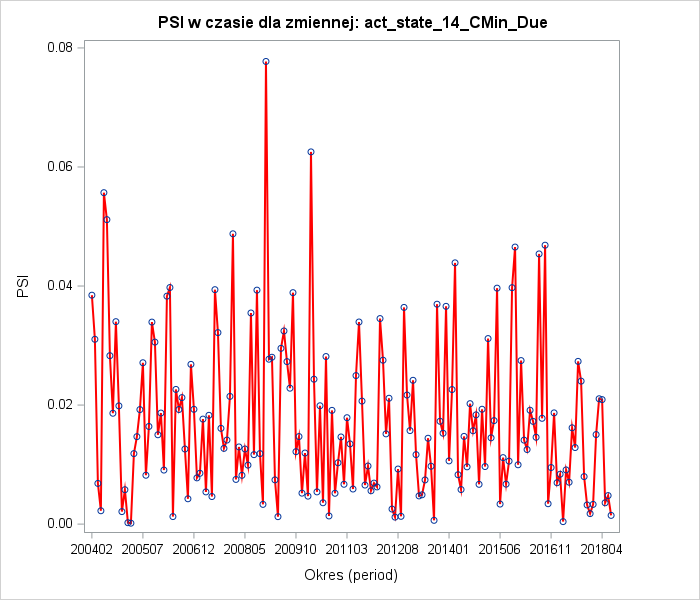 PSI w czasie dla zmiennej: act_state_14_CMin_Due
0.08
0.06
0.04
0.02
0.00
PSI
200402 200507 200612 200805 200910 201103 201208 201401 201506 201611 201804
Okres (period)